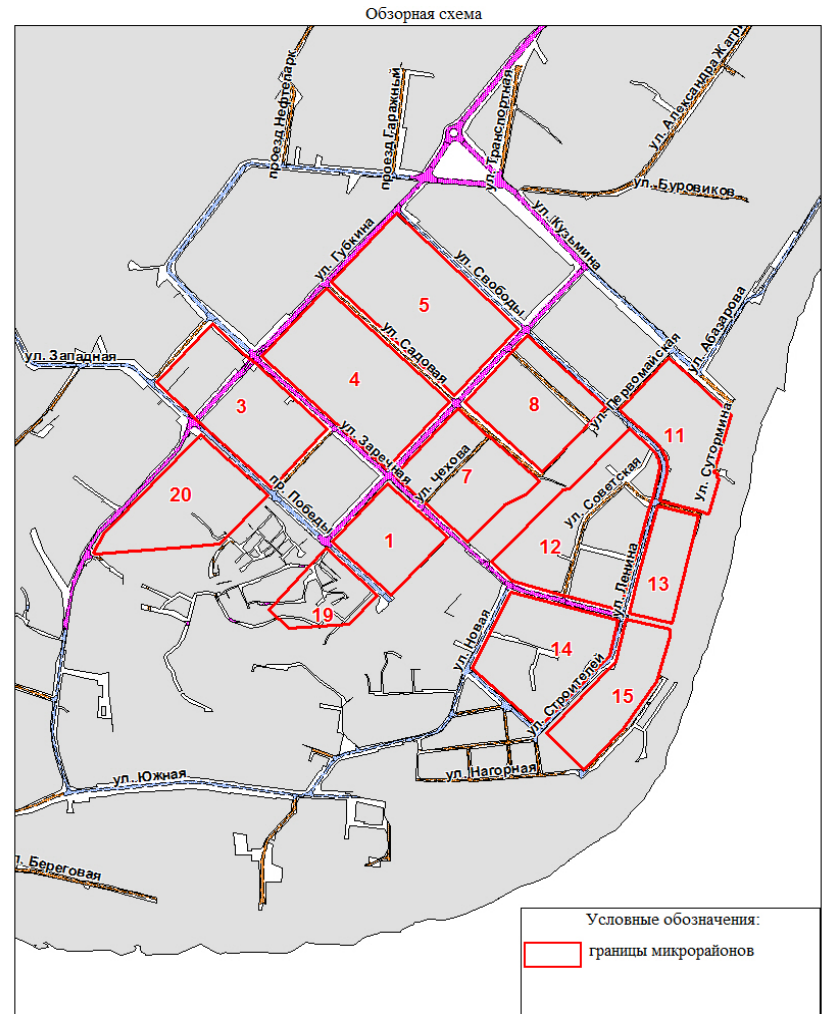 Обзорная схема
проезд Нефтепарк
проезд Гаражный
ул. Транспортная
ул. Александра Жагр
ул. Буровиков
ул. Кузьмина
ул. Губкина
ул. Свободы
5
ул. Абазарова
ул. Западная
ул. Садовая
ул. Первомайская
4
3
8
11
ул. Сутормина
ул. Заречная
ул. Чехова
7
20
пр. Победы
ул. Советская
1
12
13
19
ул. Ленина
ул. Новая
14
ул. Строителей
15
ул. Южная
ул. Нагорная
л. Береговая
Условные обозначения:
границы микрорайонов